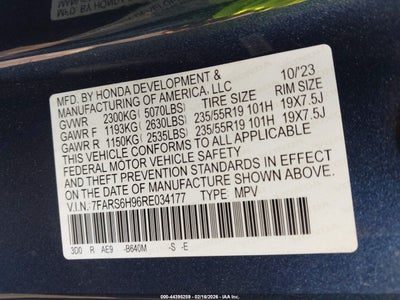 MFD. BY HONDA DEVELOPMENT &
MANUFACTURING OF AMERICA, LLC 10/'23
GVWR 2300KG ( 5070LBS) TIRE SIZE RIM SIZE
GAWR F 1193KG ( 2630LBS) 235/55R19 101H 19X7.5J
GAWR R 1150KG ( 2535LBS) 235/55R19 101H 19X7.5J
THIS VEHICLE CONFORMS TO ALL APPLICABLE
FEDERAL MOTOR VEHICLE SAFETY
AND THEFT PREVENTION STANDARDS IN EFFECT
ON THE DATE OF MANUFACTURE SHOWN ABOVE.
V.I.N.: 7FARS6H96RE034177 TYPE: MPV
3D0 R AE9 -B640M -S -E
© IAA - 44395259 (02/18/2026 - 000000)